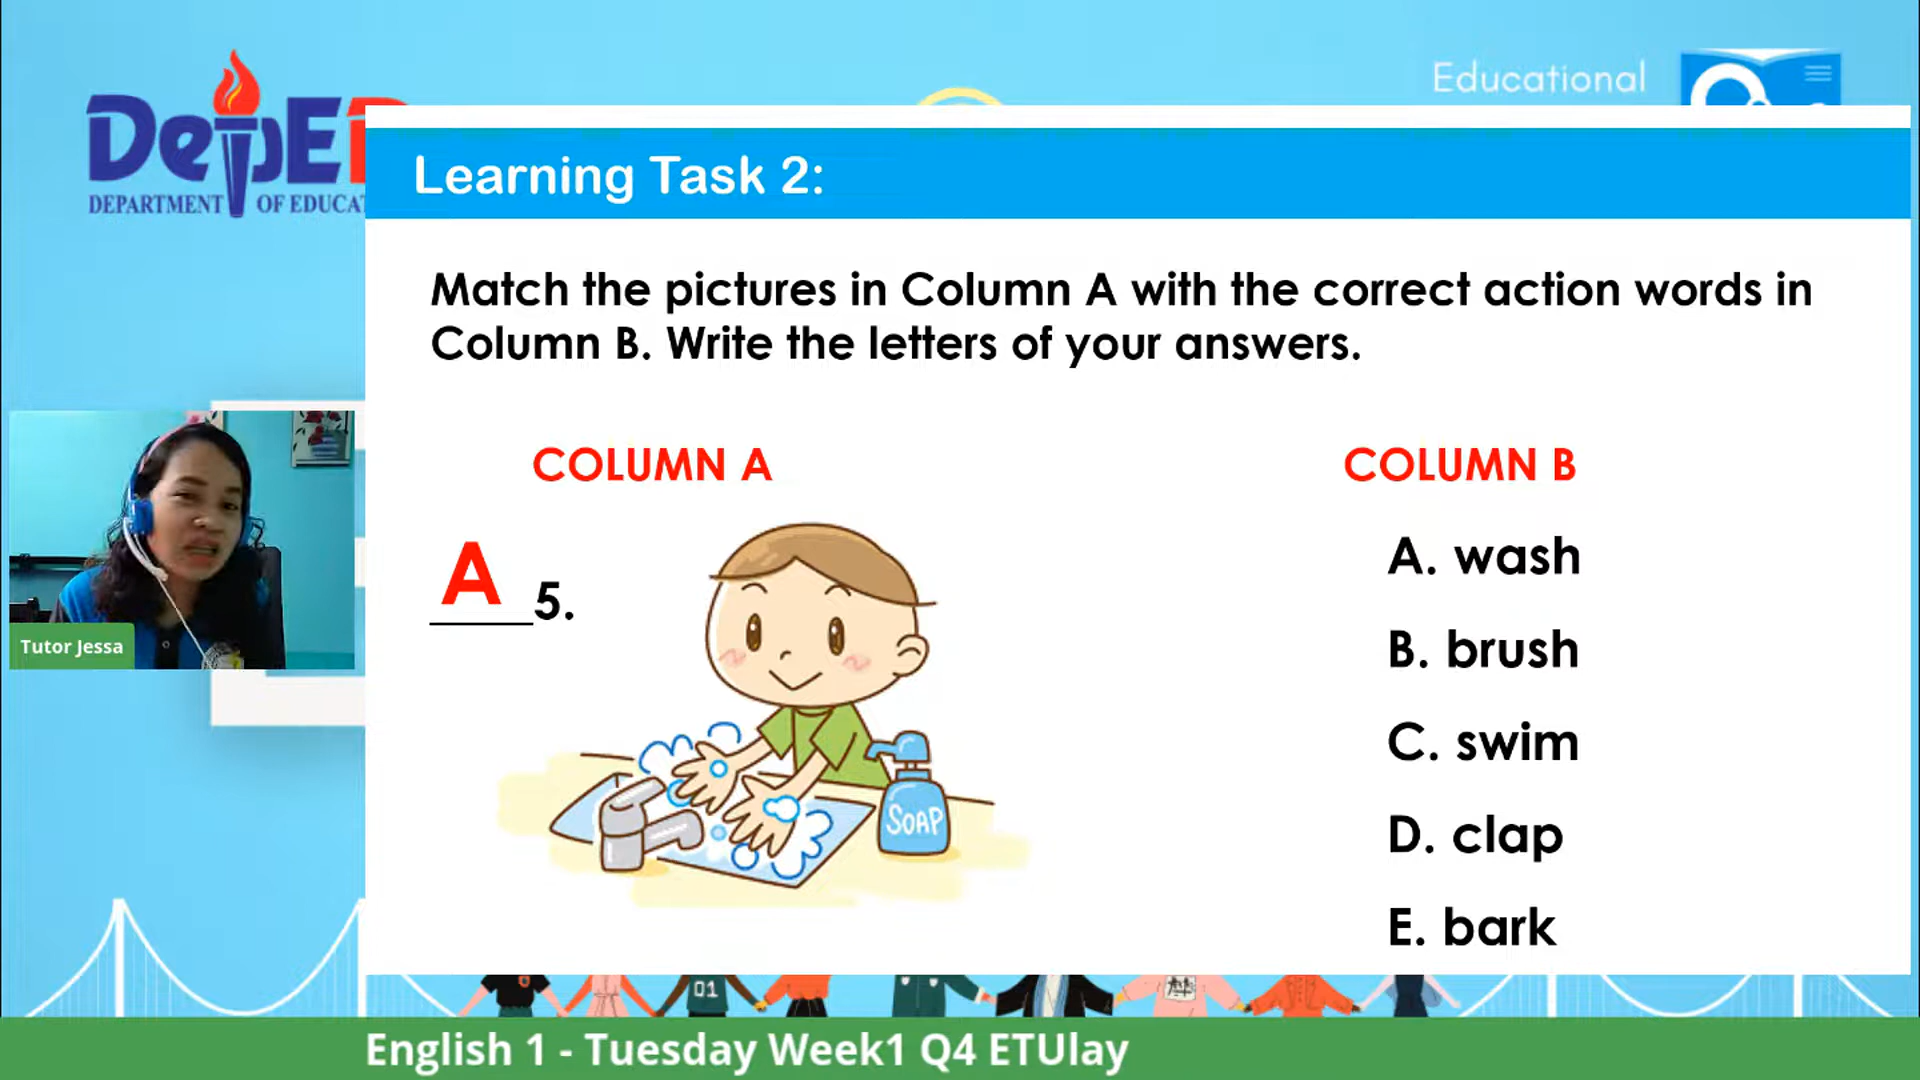 Educational
DEPARTMENT OF EDUCAT
Learning Task 2:
Match the pictures in Column A with the correct action words in
Column B. Write the letters of your answers.
COLUMN A
COLUMN B
A
5.
A. wash
B. brush
C. swim
D. clap
E. bark
SOAP
Tutor Jessa
01
English 1 - Tuesday Week1 Q4 ETUlay